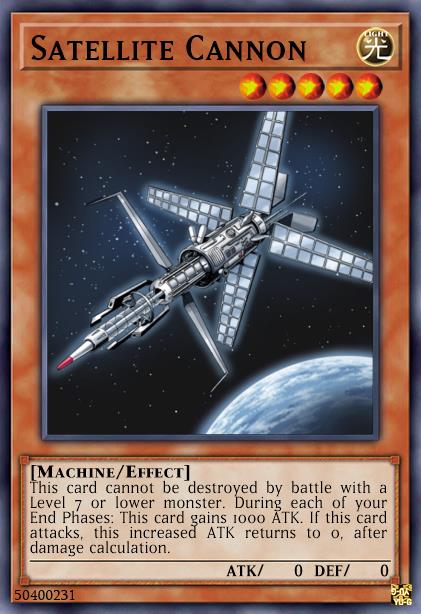 SATELLITE CANNON
LIGHT
光
[MACHINE/EFFECT]
This card cannot be destroyed by battle with a
Level 7 or lower monster. During each of your
End Phases: This card gains 1000 ATK. If this card
attacks, this increased ATK returns to 0, after
damage calculation.
ATK/ 0 DEF/ 0
50400231